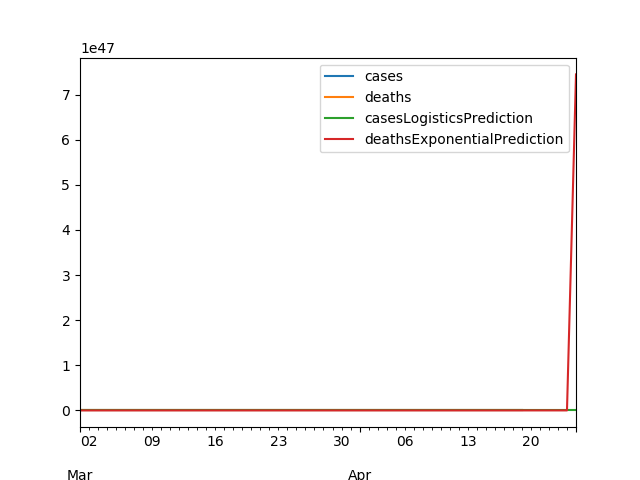 1e47
cases
deaths
casesLogisticsPrediction
deathsExponentialPrediction
7
6
5
4
3
2
1
0
02 09 16 23 30 06 13 20
Mar Apr